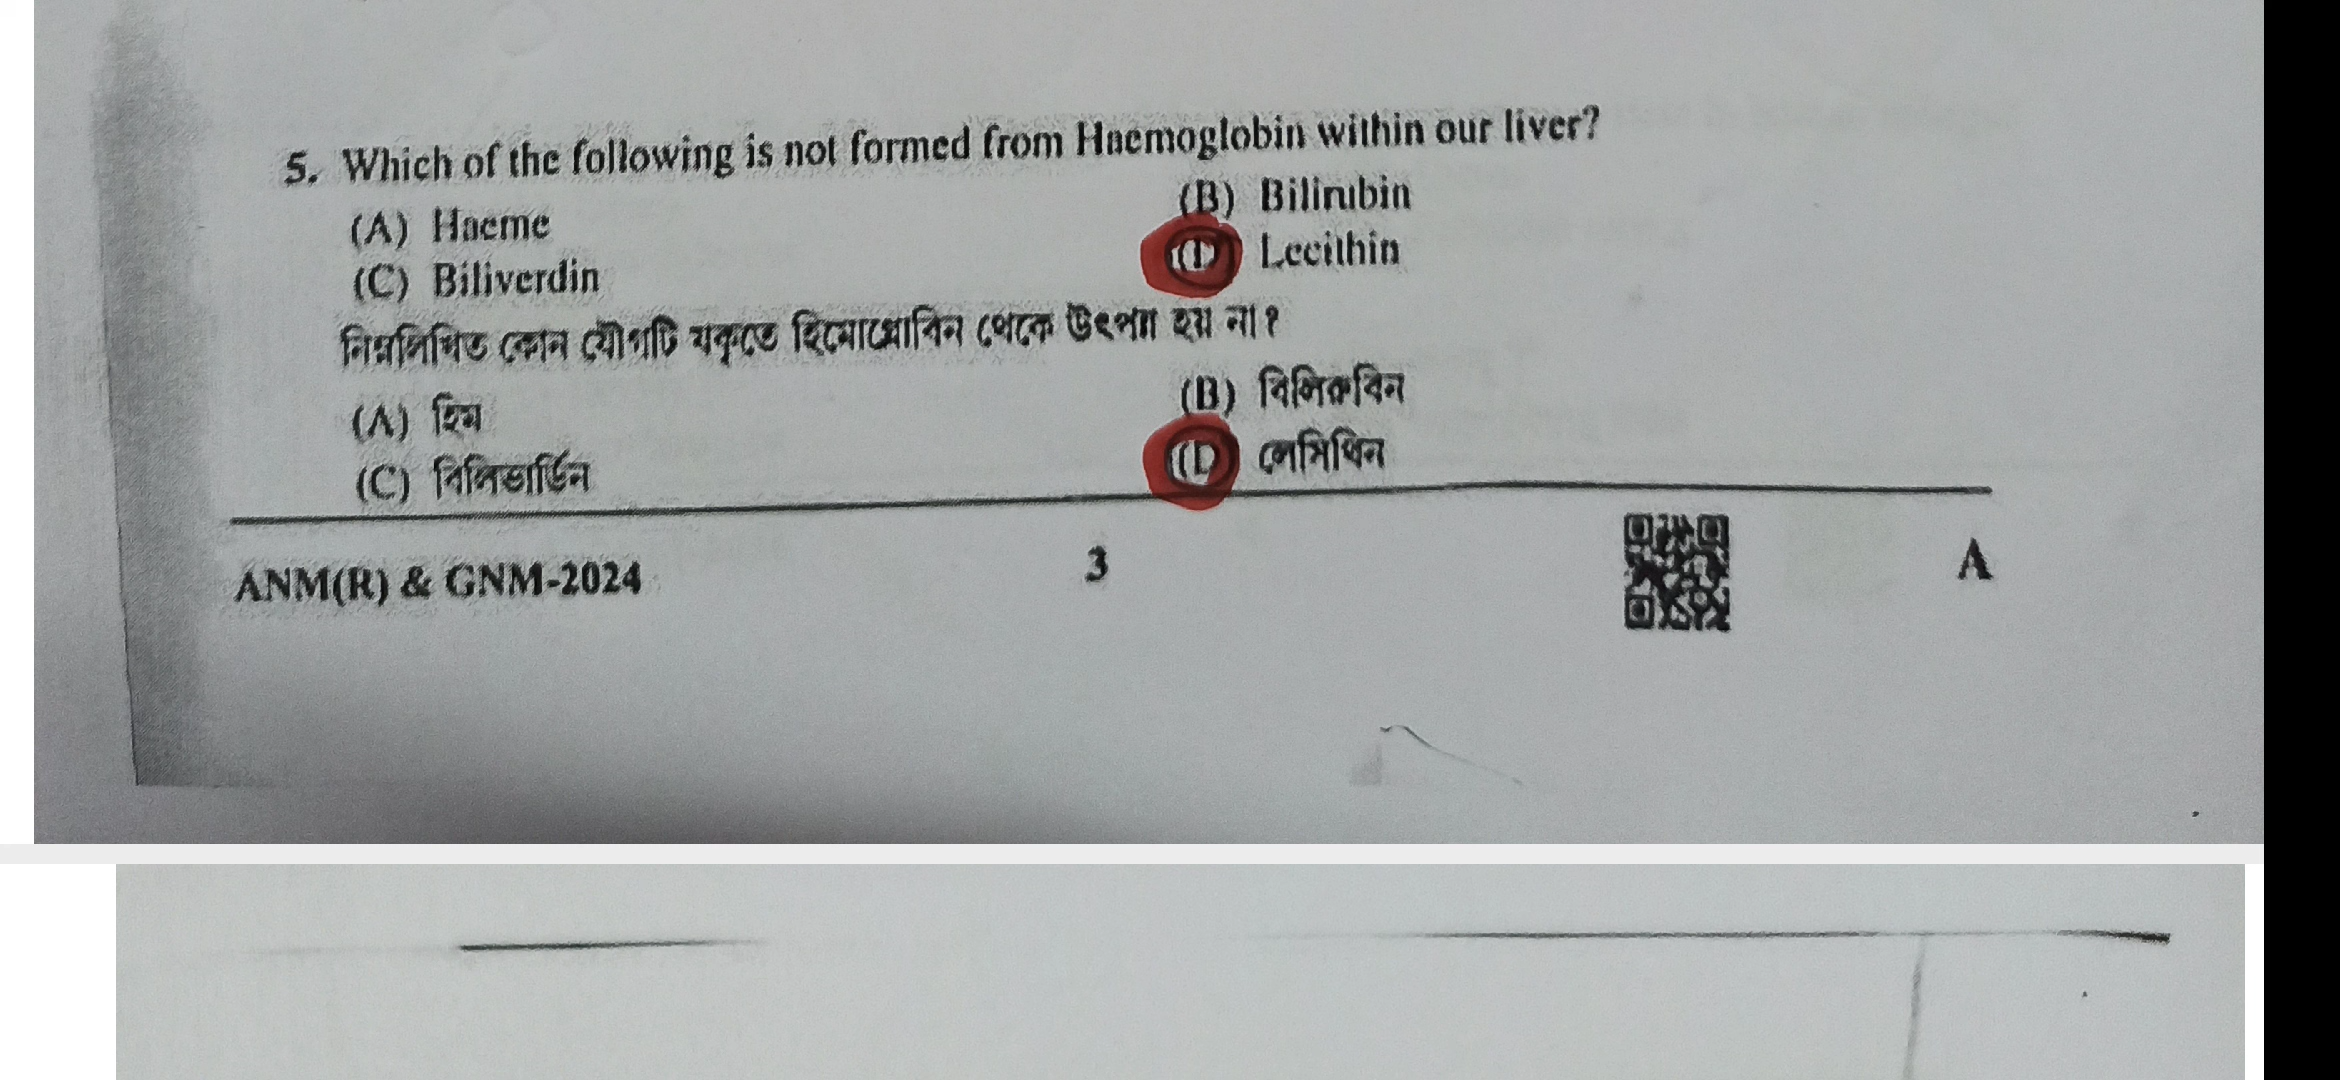 5. Which of the following is not formed from Haemoglobin within our liver?
(A) Haeme
(B) Bilirubin
(C) Biliverdin
(D) Lecithin
নিম্নলিখিত কোন যৌগটি যকৃতে হিমোগ্লোবিন থেকে উৎপন্ন হয় না?
(A) হিম
(B) বিলিরুবিন
(C) বিলিভার্ডিন
(D) লেসিথিন
ANM(R) & GNM-2024
3
A